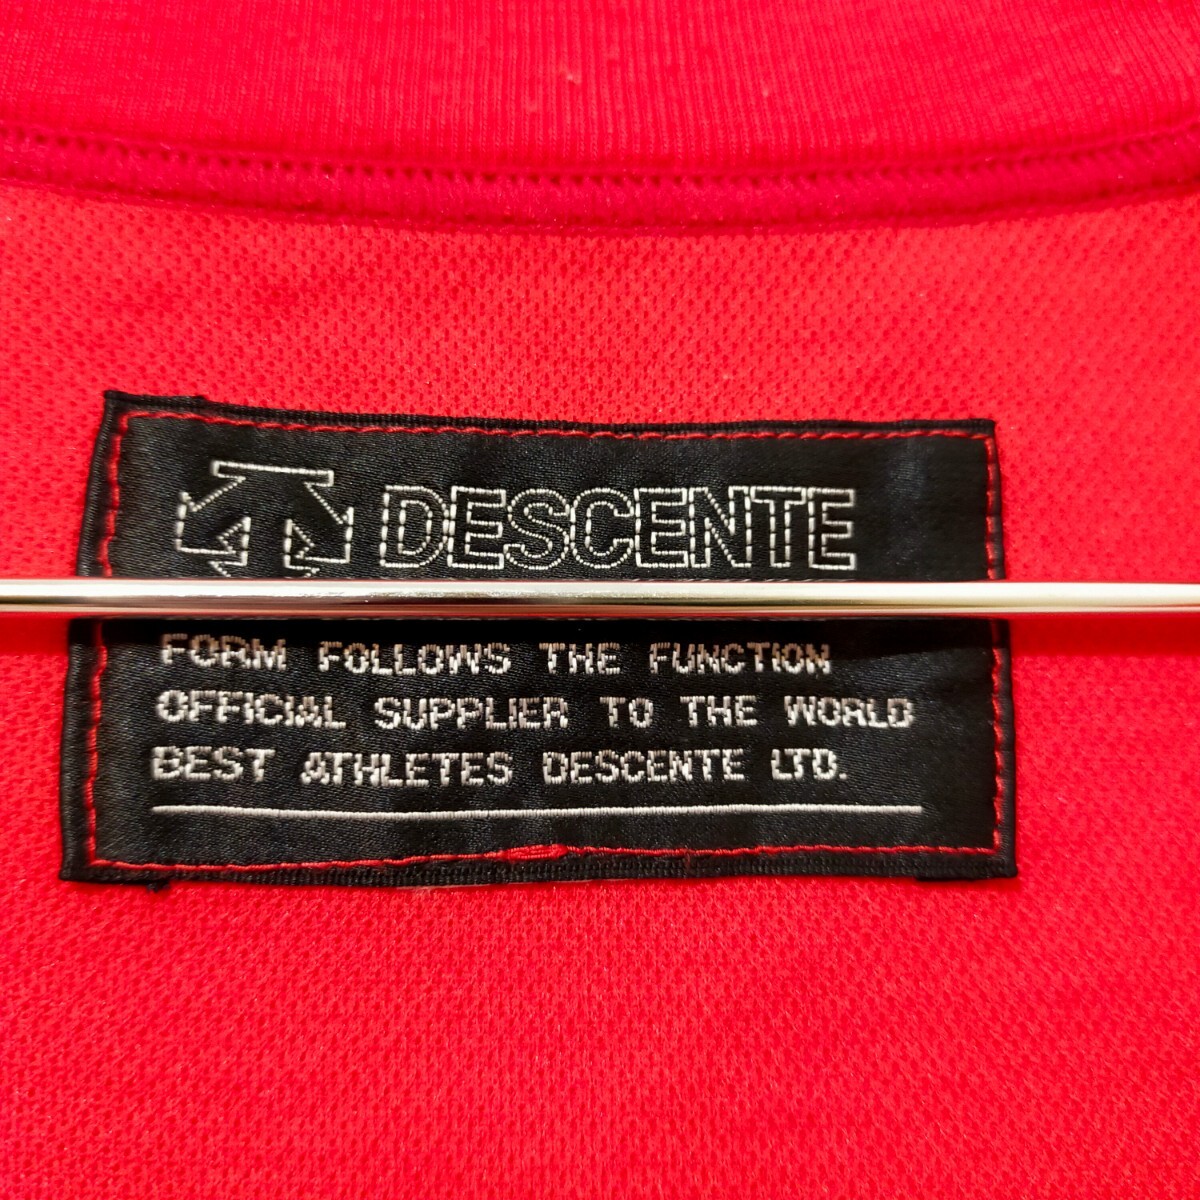 DESCENTE
FORM FOLLOWS THE FUNCTION
OFFICIAL SUPPLIER TO THE WORLD
BEST ATHLETES DESCENTE LTD.